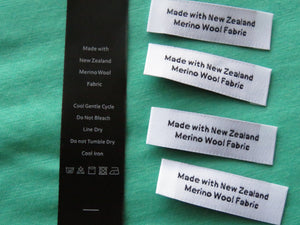 Made with
New Zealand
Merino Wool
Fabric
Cool Gentle Cycle
Do Not Bleach
Line Dry
Do not Tumble Dry
Cool Iron
Made with New Zealand
Merino Wool Fabric
Made with New Zealand
Merino Wool Fabric
Made with New Zealand
Merino Wool Fabric
Made with New Zealand
Merino Wool Fabric